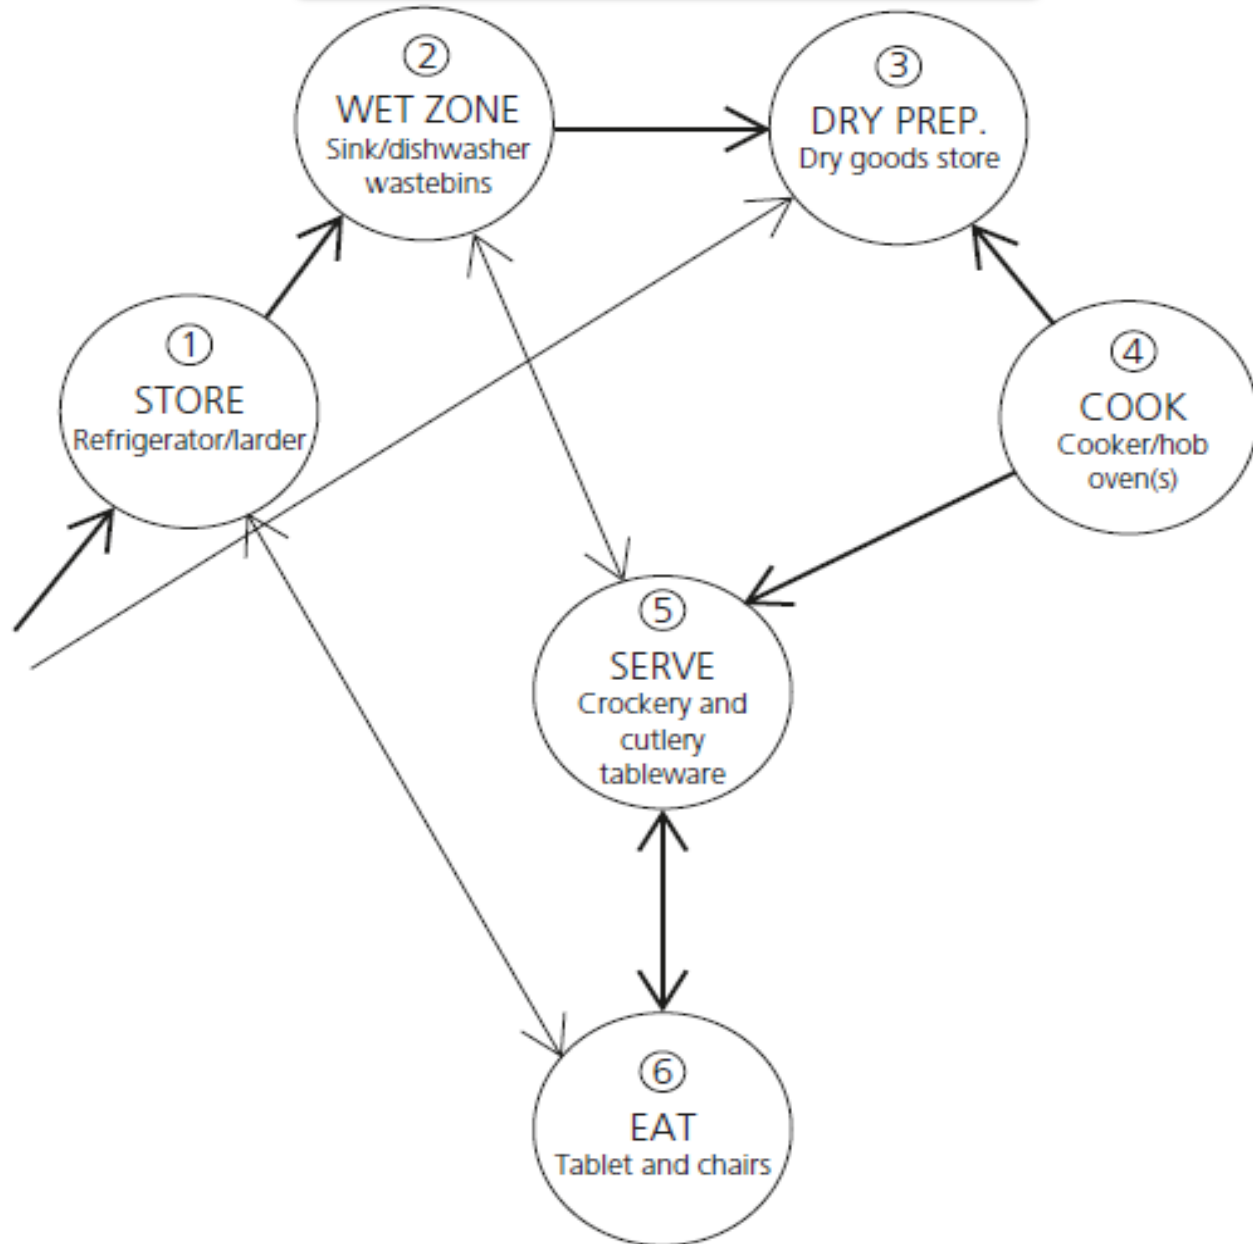 ①
STORE
Refrigerator/larder
②
WET ZONE
Sink/dishwasher
wastebins
③
DRY PREP.
Dry goods store
④
COOK
Cooker/hob
oven(s)
⑤
SERVE
Crockery and
cutlery
tableware
⑥
EAT
Tablet and chairs